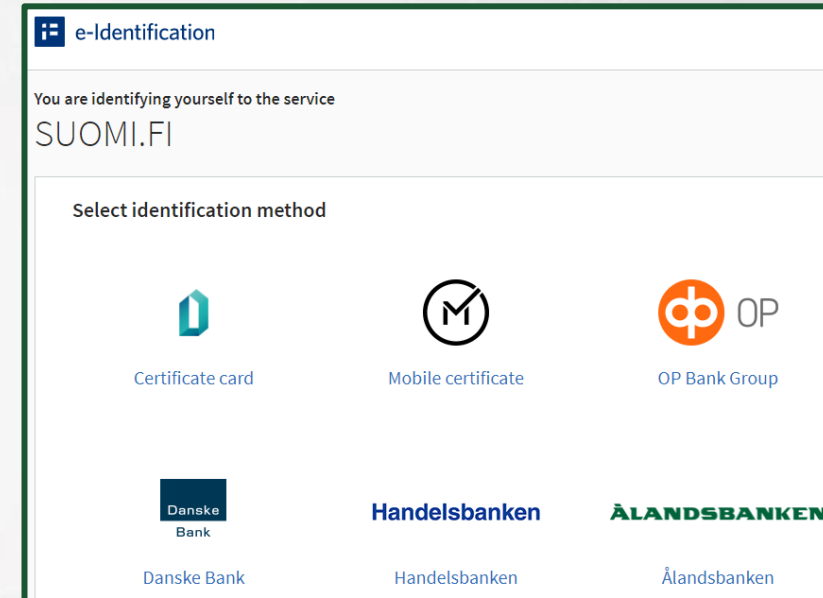 e-Identification
You are identifying yourself to the service
SUOMI.FI
Select identification method
OP
Certificate card
Mobile certificate
OP Bank Group
Danske
Bank
Handelsbanken
ÅLANDSBANKEN
Danske Bank
Handelsbanken
Ålandsbanken